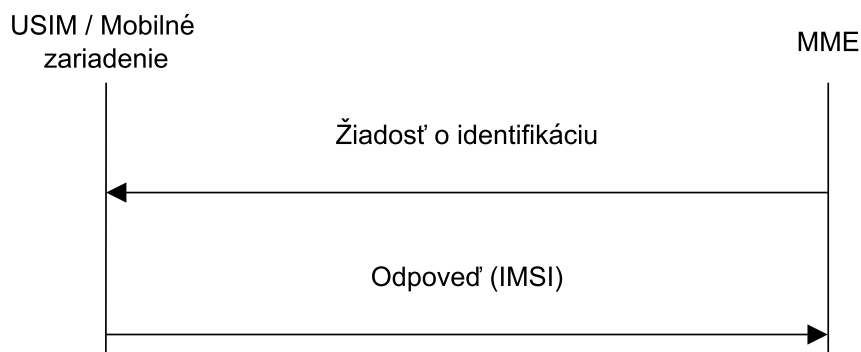 USIM / Mobilné
zariadenie
MME
Žiadosť o identifikáciu
Odpoveď (IMSI)